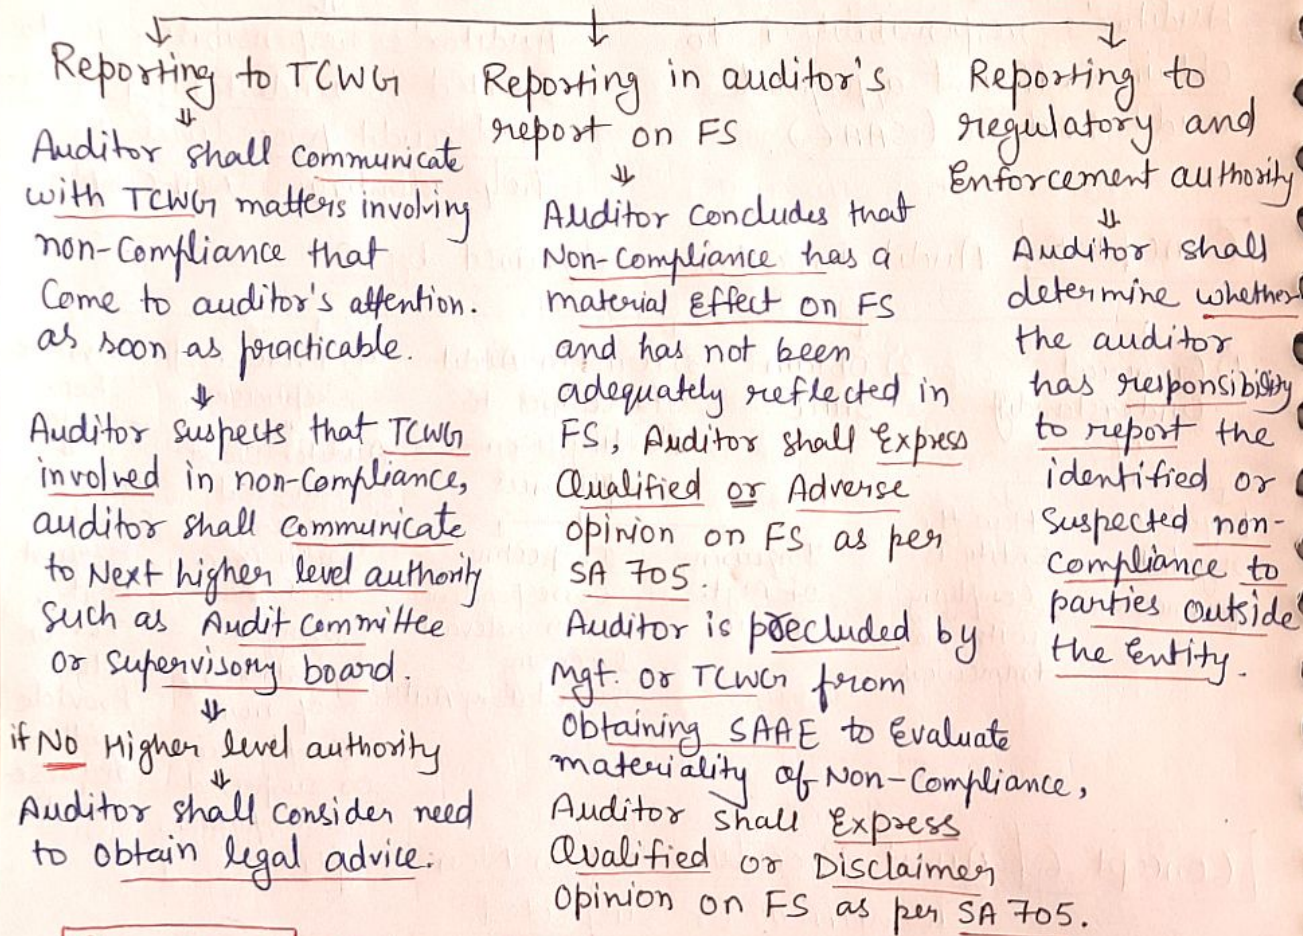 Reporting to TCWG
Auditor shall communicate
with TCWG matters involving
non-compliance that
Come to auditor's attention.
as soon as practicable.
Auditor suspects that TCWG
involved in non-compliance,
auditor shall communicate
to Next higher level authority
such as Audit committee
or supervisory board.
if No Higher level authority
Auditor shall consider need
to obtain legal advice.
Reporting in auditor's
report on FS
Auditor concludes that
Non-compliance has a
material Effect on FS
and has not been
adequately reflected in
FS, Auditor shall Express
Qualified or Adverse
opinion on FS as per
SA 705.
Auditor is precluded by
Mgt. or TCWG from
Obtaining SAAE to Evaluate
materiality of Non-Compliance,
Auditor shall Express
Qualified or Disclaimer
Opinion on FS as per SA 705.
Reporting to
regulatory and
Enforcement authority
Auditor shall
determine whether
the auditor
has responsibility
to report the
identified or
Suspected non-
Compliance to
parties outside
the Entity.